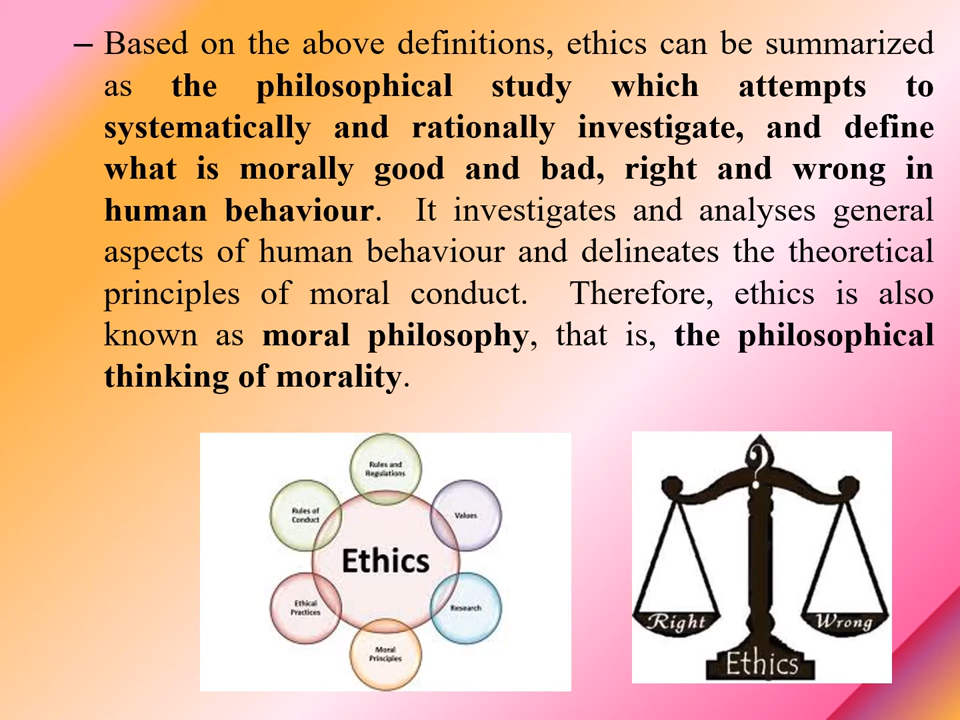 – Based on the above definitions, ethics can be summarized
as the philosophical study which attempts to
systematically and rationally investigate, and define
what is morally good and bad, right and wrong in
human behaviour.  It investigates and analyses general
aspects of human behaviour and delineates the theoretical
principles of moral conduct.  Therefore, ethics is also
known as moral philosophy, that is, the philosophical
thinking of morality.
Rules and
Regulations
Rules of
Conduct
Values
Ethics
Ethical
Practices
Research
Moral
Principles
?
Right
Wrong
Ethics